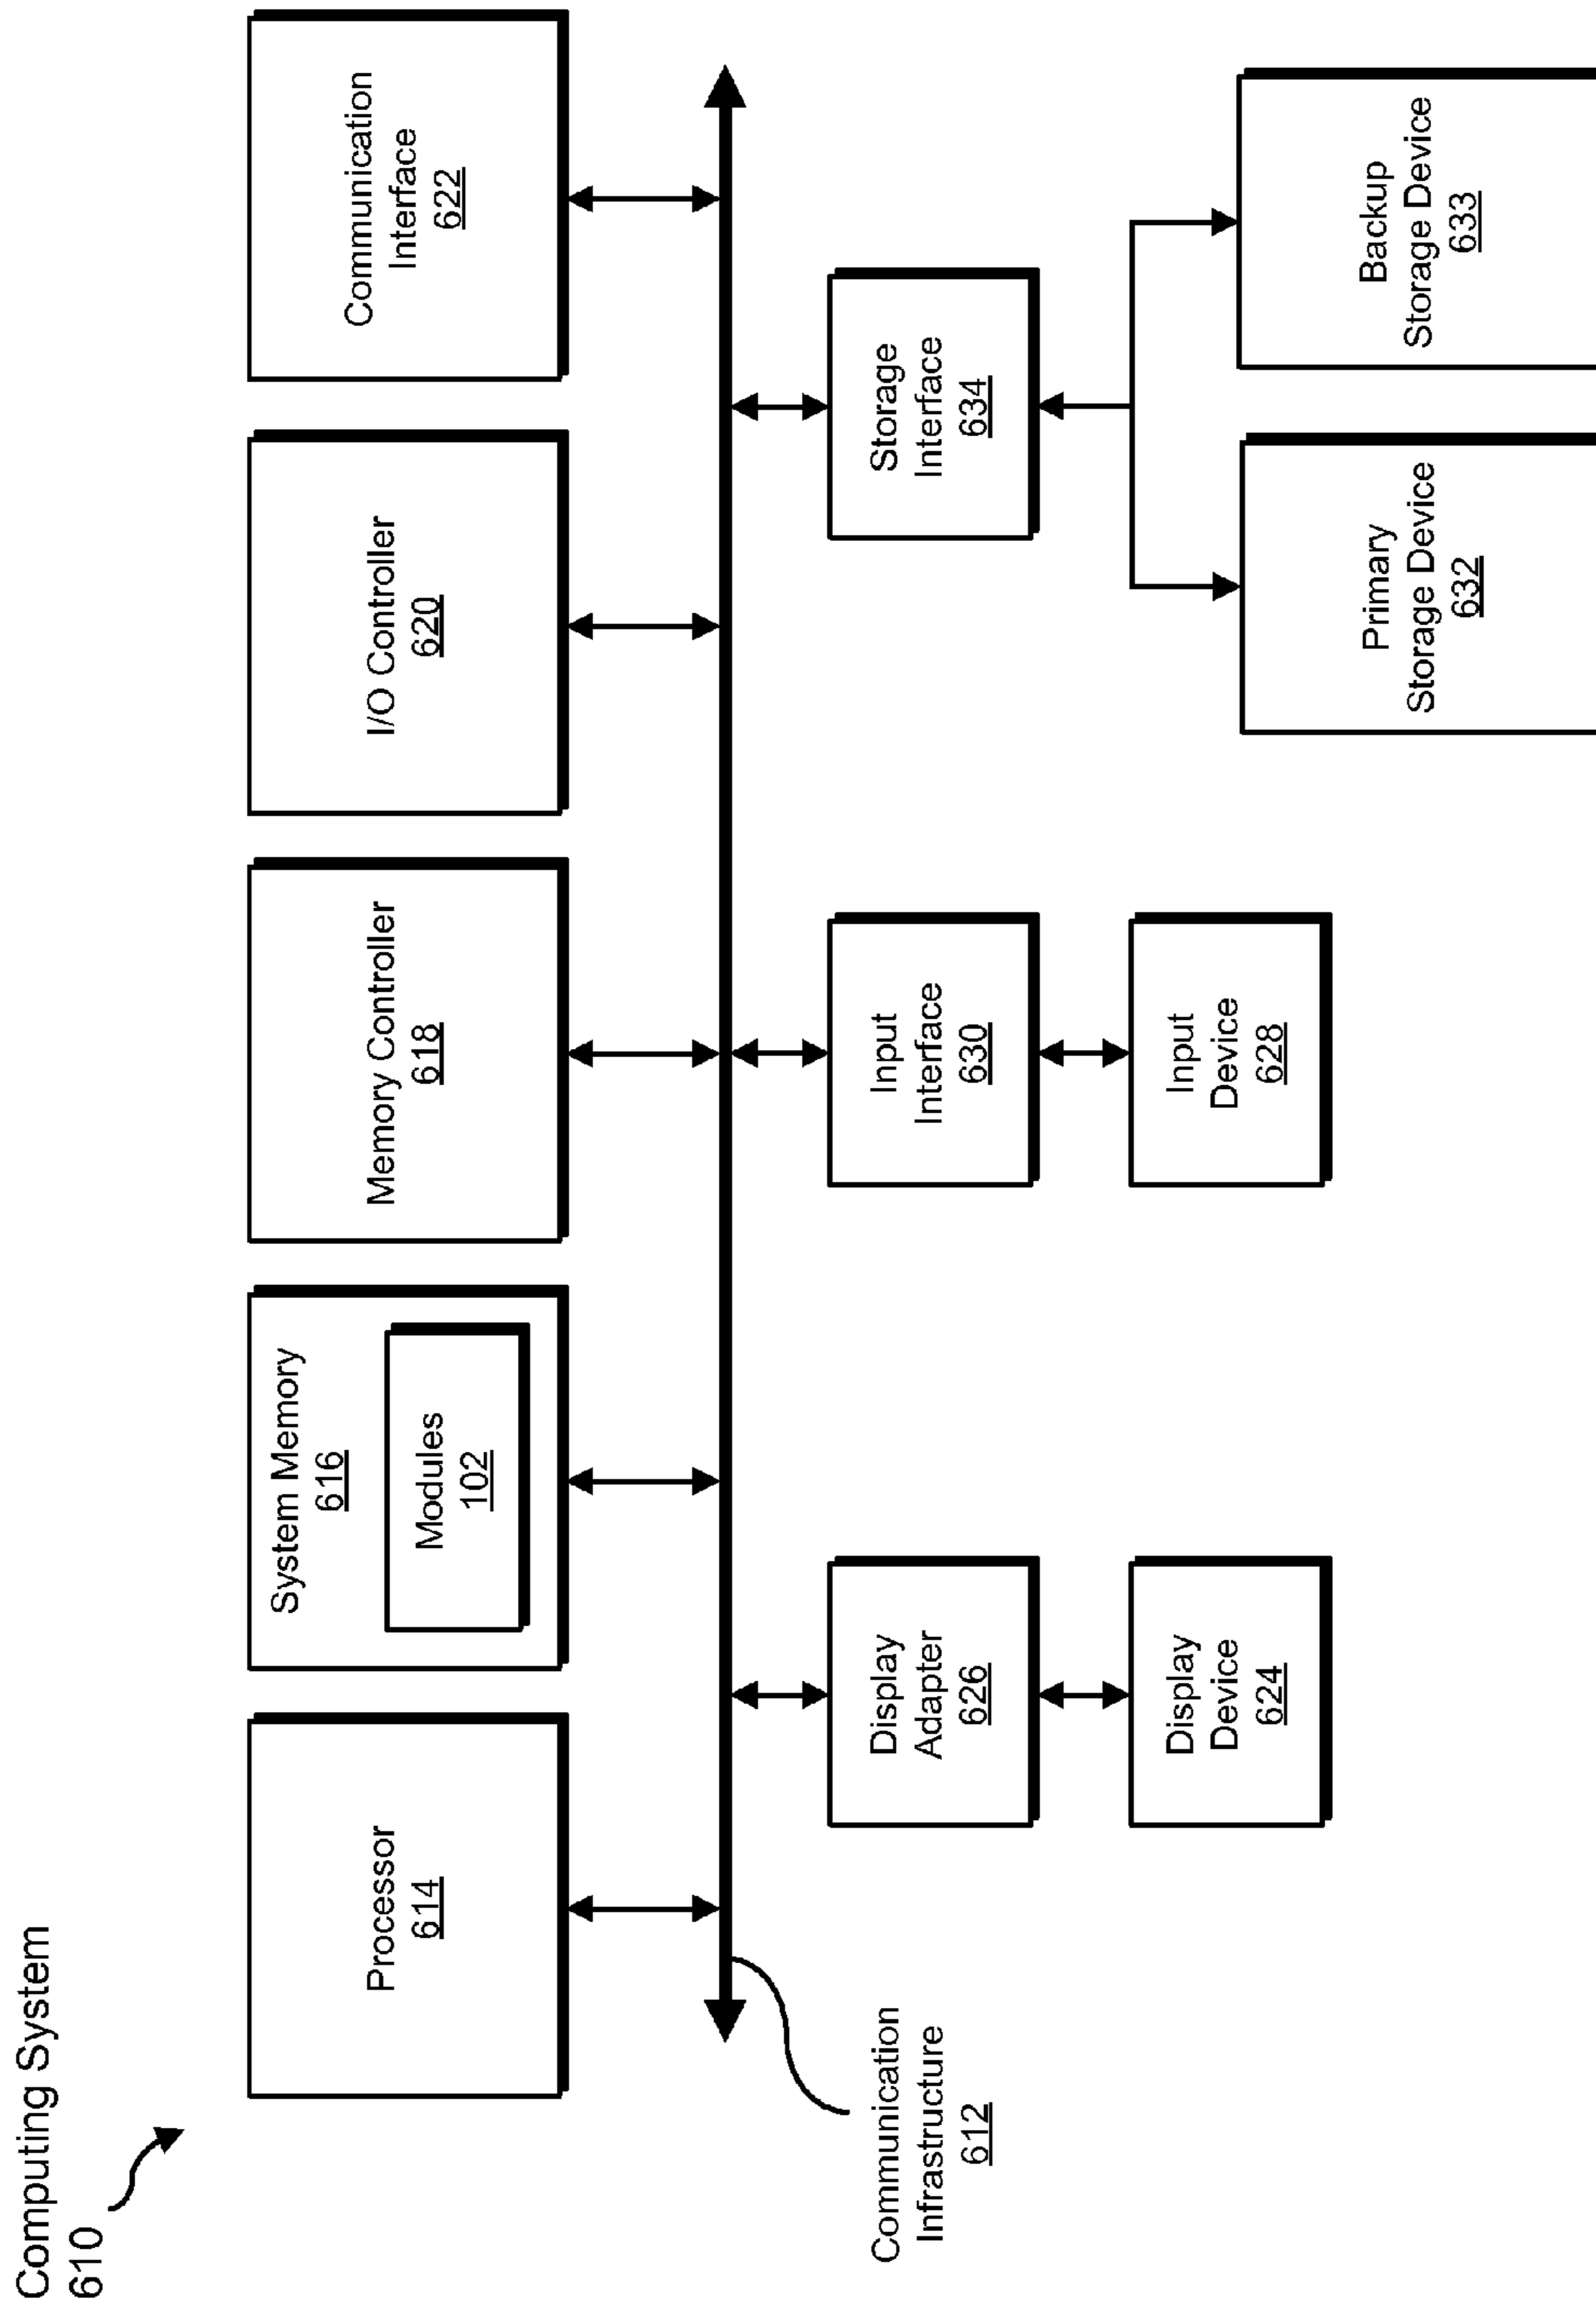 Computing System
610
Processor
614
System Memory
616
Modules
102
Memory Controller
618
I/O Controller
620
Communication
Interface
622
Communication
Infrastructure
612
Display
Adapter
626
Input
Interface
630
Storage
Interface
634
Display
Device
624
Input
Device
628
Primary
Storage Device
632
Backup
Storage Device
633